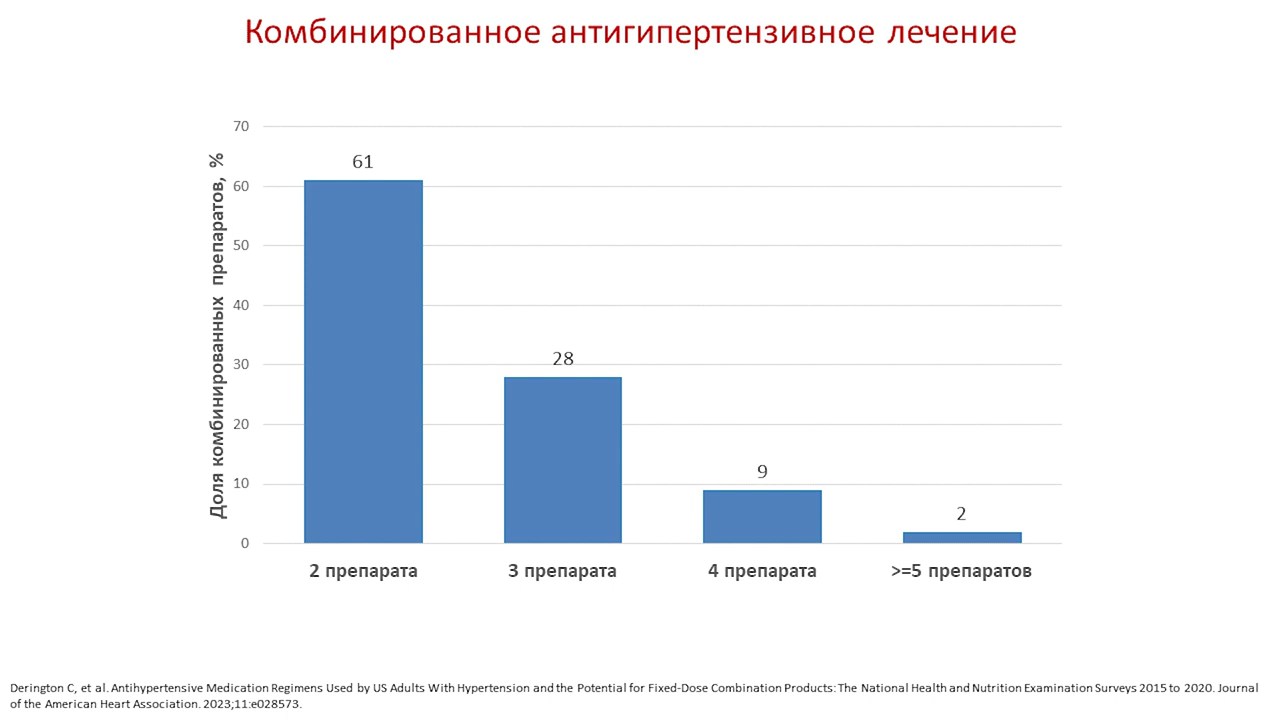 Комбинированное антигипертензивное лечение
Доля комбинированных препаратов, %
70
60
50
40
30
20
10
0
61
28
9
2
2 препарата
3 препарата
4 препарата
>=5 препаратов
Derington C, et al. Antihypertensive Medication Regimens Used by US Adults With Hypertension and the Potential for Fixed-Dose Combination Products: The National Health and Nutrition Examination Surveys 2015 to 2020. Journal
of the American Heart Association. 2023;11:e028573.